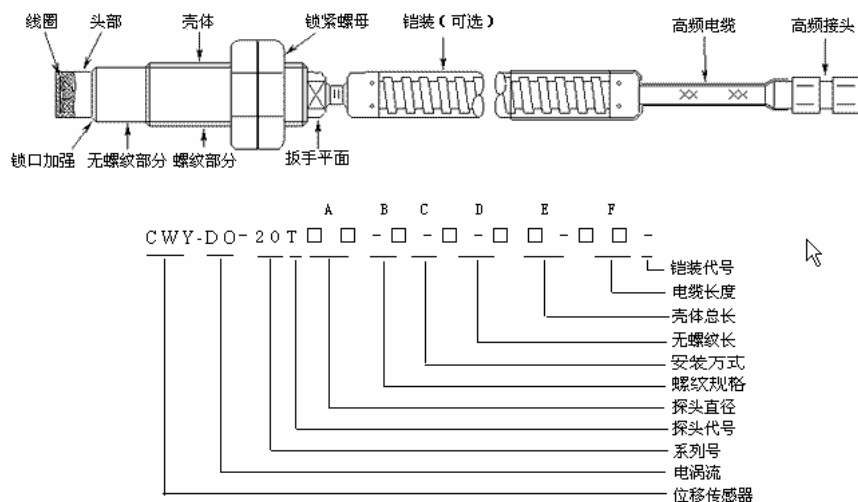 线圈 头部 壳体 锁紧螺母 铠装(可选) 高频电缆 高频接头
锁口加强 无螺纹部分 螺纹部分 扳手平面
A B C D E F
CWY-DO-20T□□-□-□-□□-□□-
铠装代号
电缆长度
壳体总长
无螺纹长
安装方式
螺纹规格
探头直径
探头代号
系列号
电涡流
位移传感器